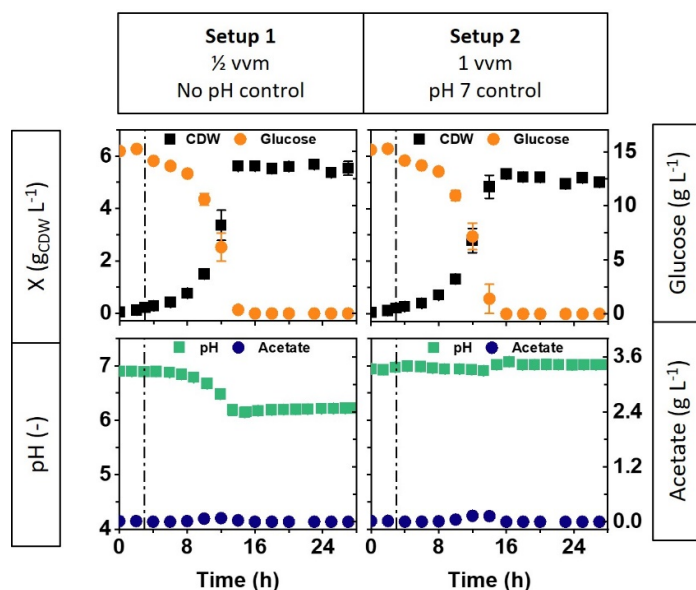 Setup 1
½ vvm
No pH control
Setup 2
1 vvm
pH 7 control
X (gCDW L-1)
6
4
2
0
CDW Glucose
CDW Glucose
15
10
5
0
Glucose (g L-1)
pH (-)
7
6
5
4
pH Acetate
pH Acetate
3.6
2.4
1.2
0.0
Acetate (g L-1)
0 8 16 24
0 8 16 24
Time (h)
Time (h)